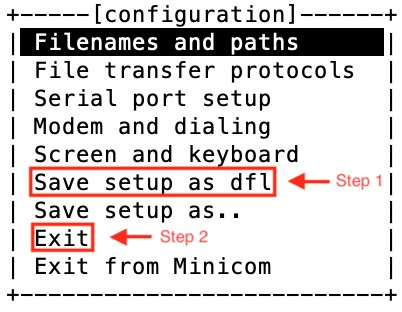 +-----[configuration]------+
| Filenames and paths |
| File transfer protocols |
| Serial port setup |
| Modem and dialing |
| Screen and keyboard |
| Save setup as dfl | Step 1
| Save setup as.. |
| Exit | Step 2
| Exit from Minicom |
+--------------------------+